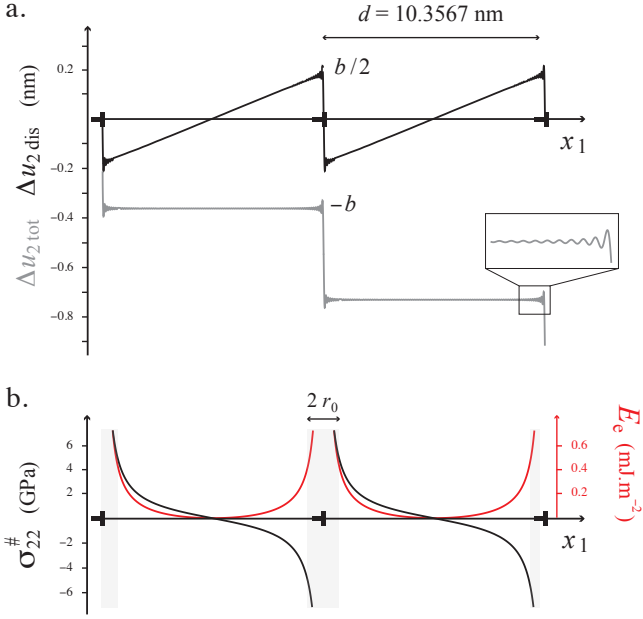 a.
d = 10.3567 nm
Δu₂ dis (nm)
Δu₂ tot
0.2
−0.2
−0.4
−0.6
−0.8
b/2
x₁
−b
b.
2 r₀
σ₂₂^# (GPa)
6
4
2
−2
−4
−6
Eₑ (mJ.m⁻²)
0.6
0.4
0.2
x₁